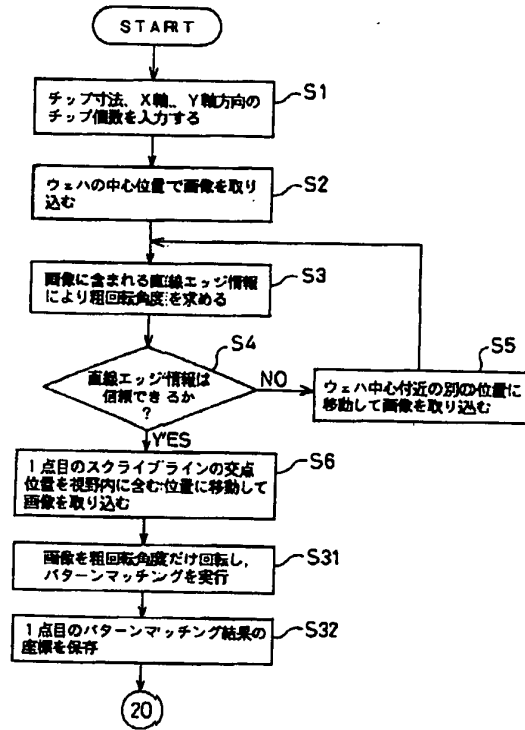 START
チップ寸法、X軸、Y軸方向の
チップ個数を入力する
S1
ウェハの中心位置で画像を取り
込む
S2
画像に含まれる直線エッジ情報
により粗回転角度を求める
S3
直線エッジ情報は
信頼できるか
?
S4
NO
ウェハ中心付近の別の位置に
移動して画像を取り込む
S5
YES
1点目のスクライブラインの交点
位置を視野内に含む位置に移動して
画像を取り込む
S6
画像を粗回転角度だけ回転し,
パターンマッチングを実行
S31
1点目のパターンマッチング結果の
座標を保存
S32
20